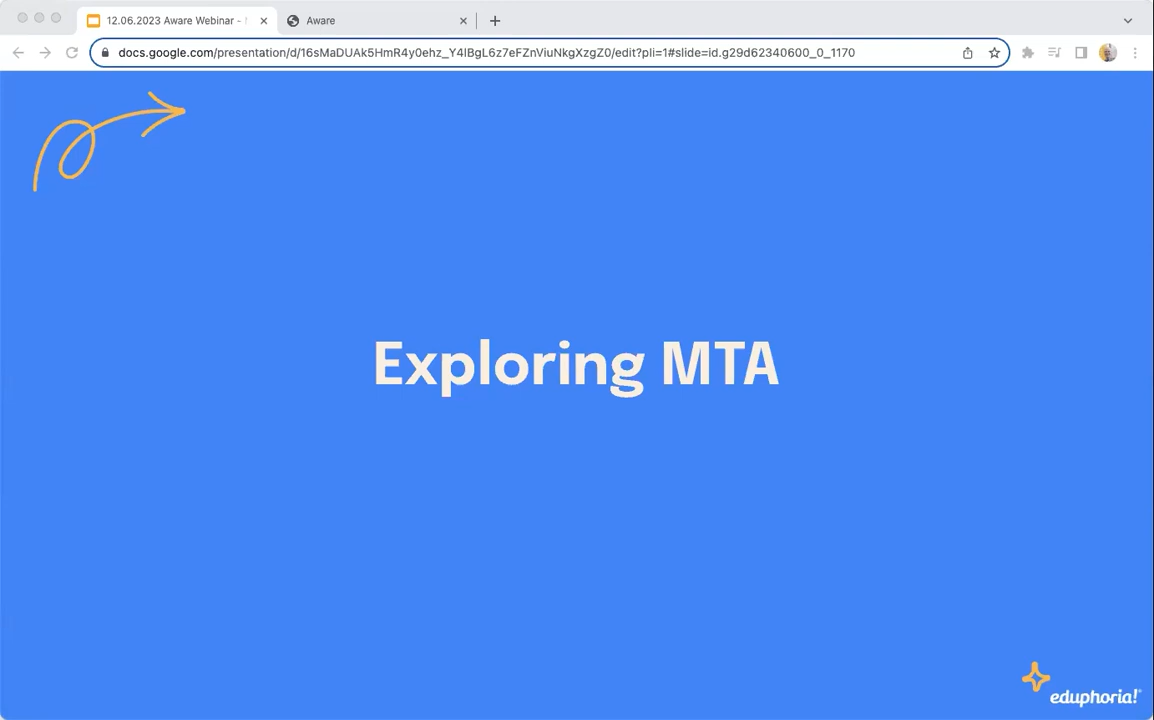 12.06.2023 Aware Webinar -
Aware
docs.google.com/presentation/d/16sMaDUAk5HmR4y0ehz_Y4lBgL6z7eFZnViuNkgXzgZ0/edit?pli=1#slide=id.g29d62340600_0_1170
Exploring MTA
eduphoria!